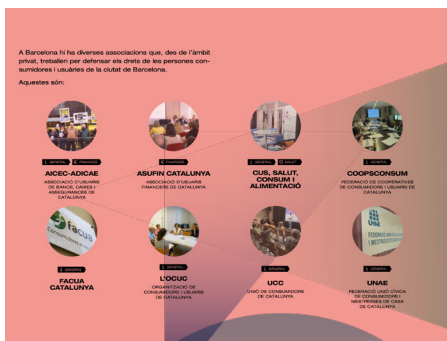 A Barcelona hi ha diverses associacions que, des de l'àmbit
privat, treballen per defensar els drets de les persones con-
sumidores i usuàries de la ciutat de Barcelona.
Aquestes són:
GENERAL € FINANCER
AICEC-ADICAE
ASSOCIACIÓ D'USUARIS
DE BANCS, CAIXES I
ASSEGURANCES DE
CATALUNYA
€ FINANCER
ASUFIN CATALUNYA
ASSOCIACIÓ D'USUARIS
FINANCERS DE CATALUNYA
GENERAL SALUT
CUS, SALUT,
CONSUM I
ALIMENTACIÓ
GENERAL
COOPSCONSUM
FEDERACIÓ DE COOPERATIVES
DE CONSUMIDORS I USUARIS DE
CATALUNYA
facua
GENERAL
FACUA
CATALUNYA
GENERAL
L'OCUC
ORGANITZACIÓ DE
CONSUMIDORS I USUARIS
DE CATALUNYA
GENERAL
UCC
UNIÓ DE CONSUMIDORS
DE CATALUNYA
UNAE
GENERAL
UNAE
FEDERACIÓ UNIÓ CÍVICA
DE CONSUMIDORS I
MESTRESSES DE CASA
DE CATALUNYA